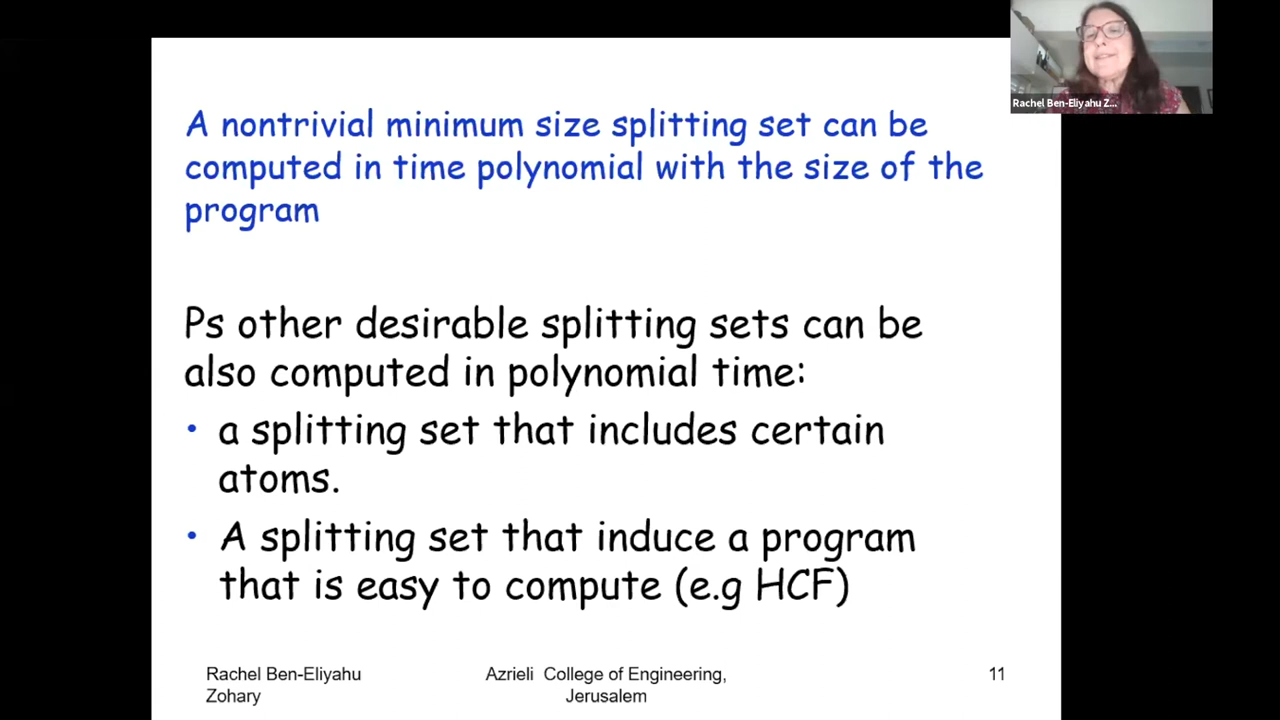 Rachel Ben-Eliyahu Z...
A nontrivial minimum size splitting set can be
computed in time polynomial with the size of the
program
Ps other desirable splitting sets can be
also computed in polynomial time:
• a splitting set that includes certain
atoms.
• A splitting set that induce a program
that is easy to compute (e.g HCF)
Rachel Ben-Eliyahu
Zohary
Azrieli College of Engineering,
Jerusalem
11